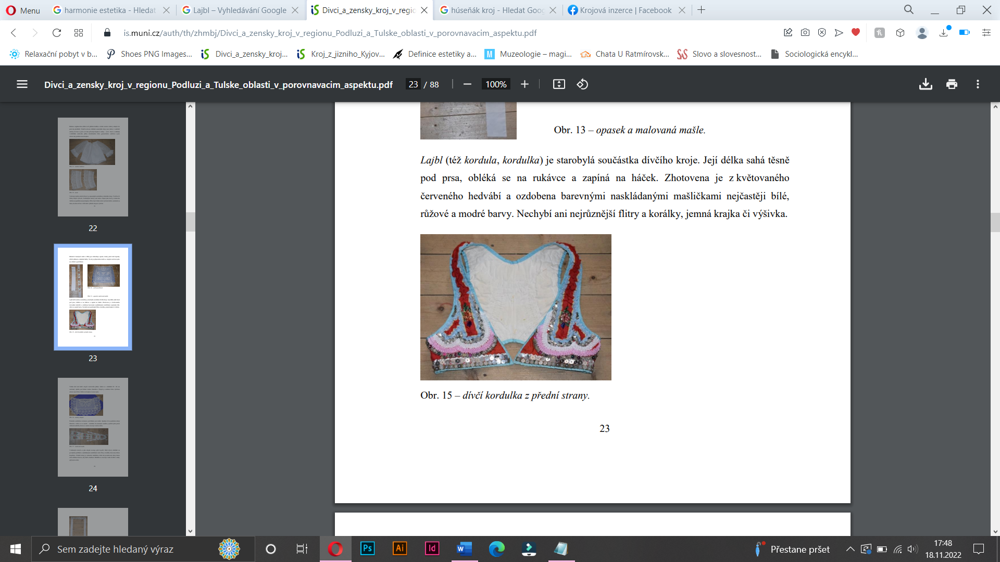 Menu
harmonie estetika - Hledat
Lajbl – Vyhledávání Google
Divci_a_zensky_kroj_v_regio
húseňák kroj - Hledat Goog
Krojová inzerce | Facebook
is.muni.cz/auth/th/zhmbj/Divci_a_zensky_kroj_v_regionu_Podluzi_a_Tulske_oblasti_v_porovnavacim_aspektu.pdf
Relaxační pobyt v b...
Shoes PNG Images...
Divci_a_zensky_kroj...
Kroj_z_jizniho_Kyjov...
Definice estetiky a...
Muzeologie – magi...
Chata U Ratmírovsk...
Slovo a slovesnost...
Sociologická encykl...
Divci_a_zensky_kroj_v_regionu_Podluzi_a_Tulske_oblasti_v_porovnavacim_aspektu.pdf
23 / 88
100%
22
23
24
Obr. 13 – opasek a malovaná mašle.
Lajbl (též kordula, kordulka) je starobylá součástka dívčího kroje. Její délka sahá těsně
pod prsa, obléká se na rukávce a zapíná na háček. Zhotovena je z květovaného
červeného hedvábí a ozdobena barevnými naskládanými mašličkami nejčastěji bílé,
růžové a modré barvy. Nechybí ani nejrůznější flitry a korálky, jemná krajka či výšivka.
Obr. 15 – dívčí kordulka z přední strany.
23
Sem zadejte hledaný výraz
Ps
Ai
Id
Přestane pršet
17:48
18.11.2022